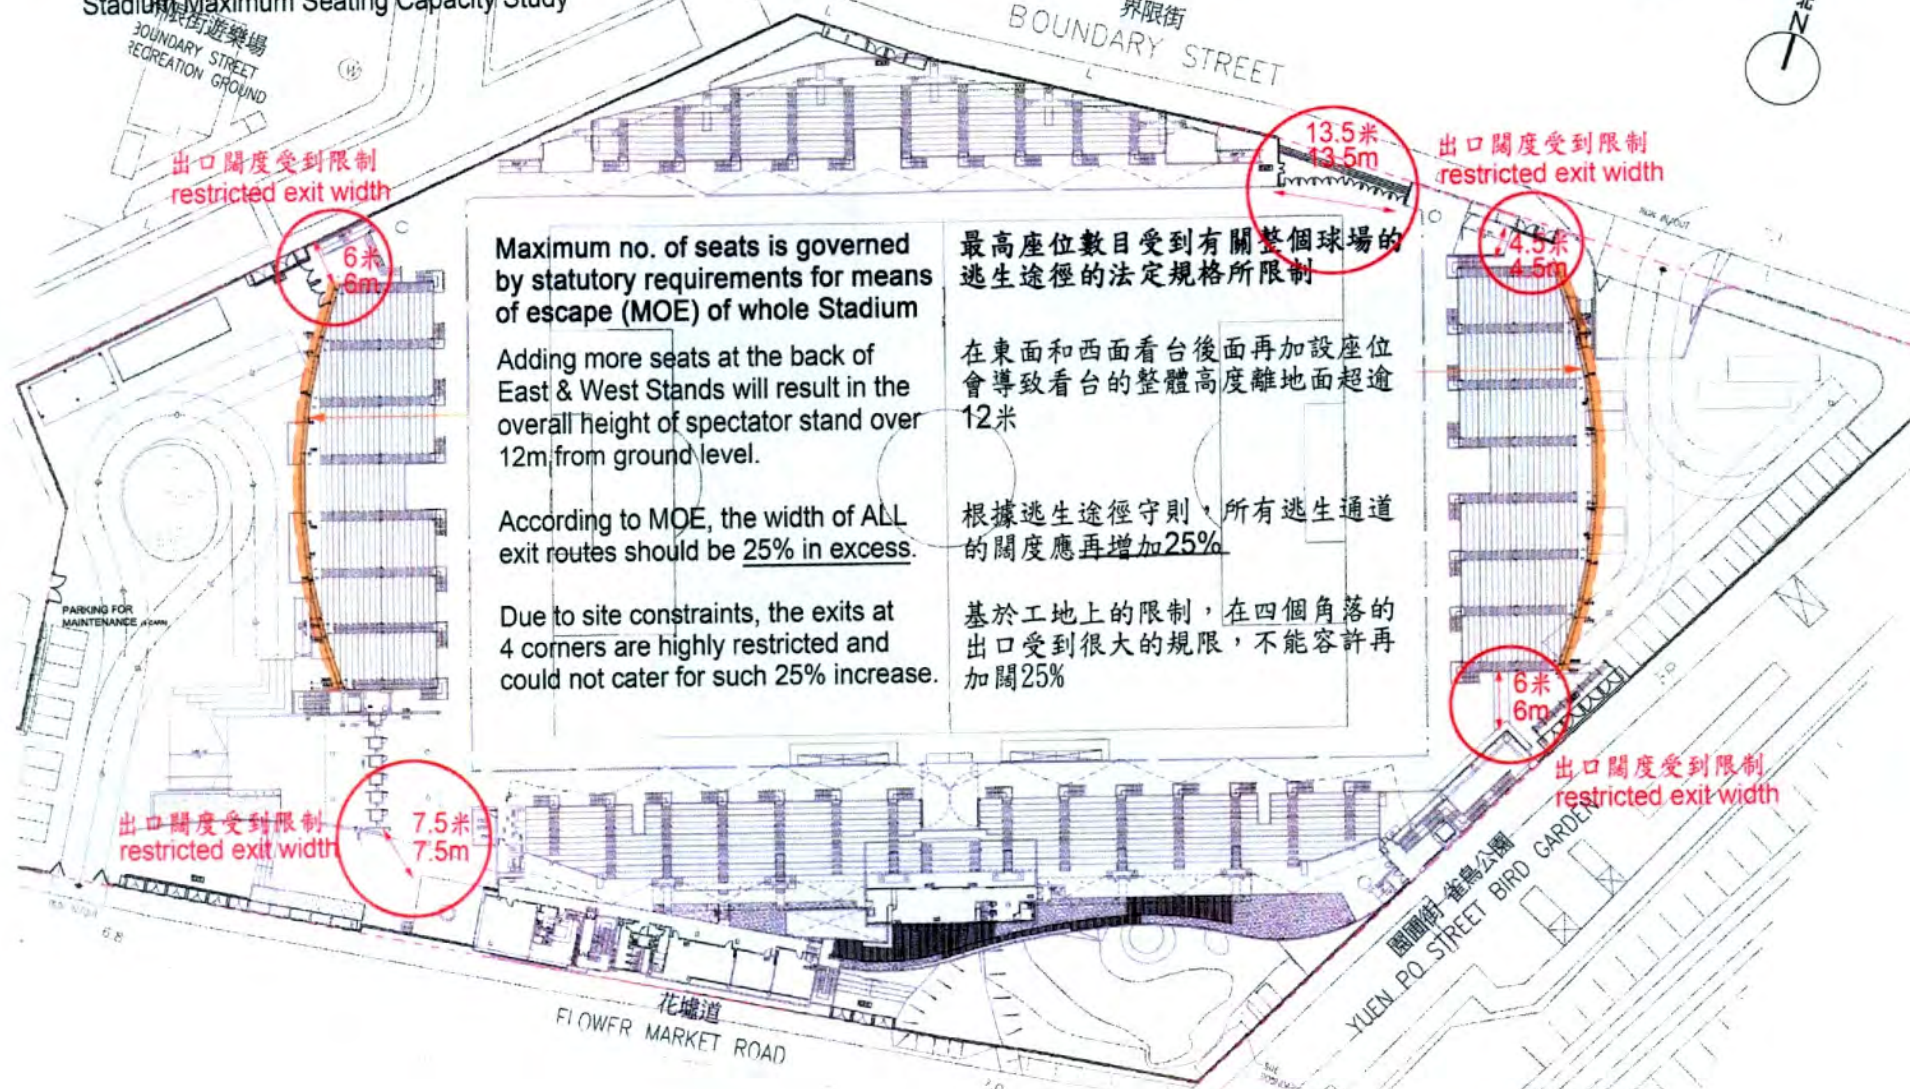 Stadium Maximum Seating Capacity Study
界限街遊樂場
BOUNDARY STREET
RECREATION GROUND
界限街
BOUNDARY STREET
北
N
出口闊度受到限制
restricted exit width
6米
6m
13.5米
13.5m
出口闊度受到限制
restricted exit width
4.5米
4.5m
Maximum no. of seats is governed
by statutory requirements for means
of escape (MOE) of whole Stadium
Adding more seats at the back of
East & West Stands will result in the
overall height of spectator stand over
12m from ground level.
According to MOE, the width of ALL
exit routes should be 25% in excess.
Due to site constraints, the exits at
4 corners are highly restricted and
could not cater for such 25% increase.
最高座位數目受到有關整個球場的
逃生途徑的法定規格所限制
在東面和西面看台後面再加設座位
會導致看台的整體高度離地面超逾
12米
根據逃生途徑守則，所有逃生通道
的闊度應再增加25%
基於工地上的限制，在四個角落的
出口受到很大的規限，不能容許再
加闊25%
PARKING FOR
MAINTENANCE
6米
6m
出口闊度受到限制
restricted exit width
出口闊度受到限制
restricted exit width
7.5米
7.5m
園圃街 雀鳥公園
YUEN PO STREET BIRD GARDEN
花墟道
FLOWER MARKET ROAD
6.8